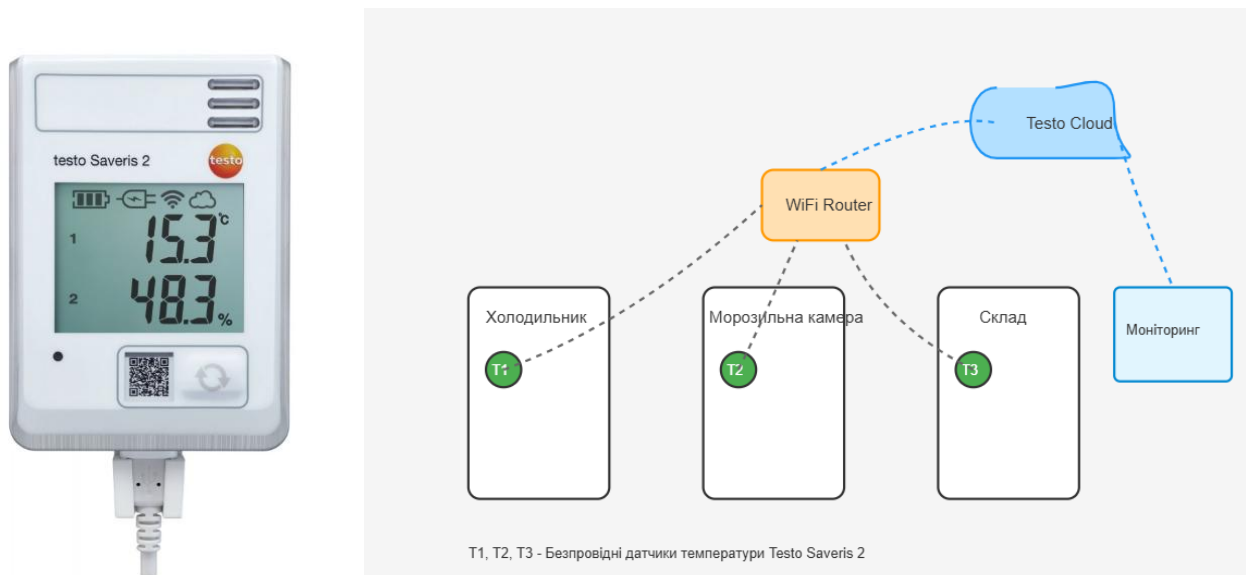 testo Saveris 2
testo
1 15.3 °C
2 48.3 %
Testo Cloud
WiFi Router
Холодильник
Морозильна камера
Склад
Моніторинг
T1
T2
T3
T1, T2, T3 - Безпровідні датчики температури Testo Saveris 2